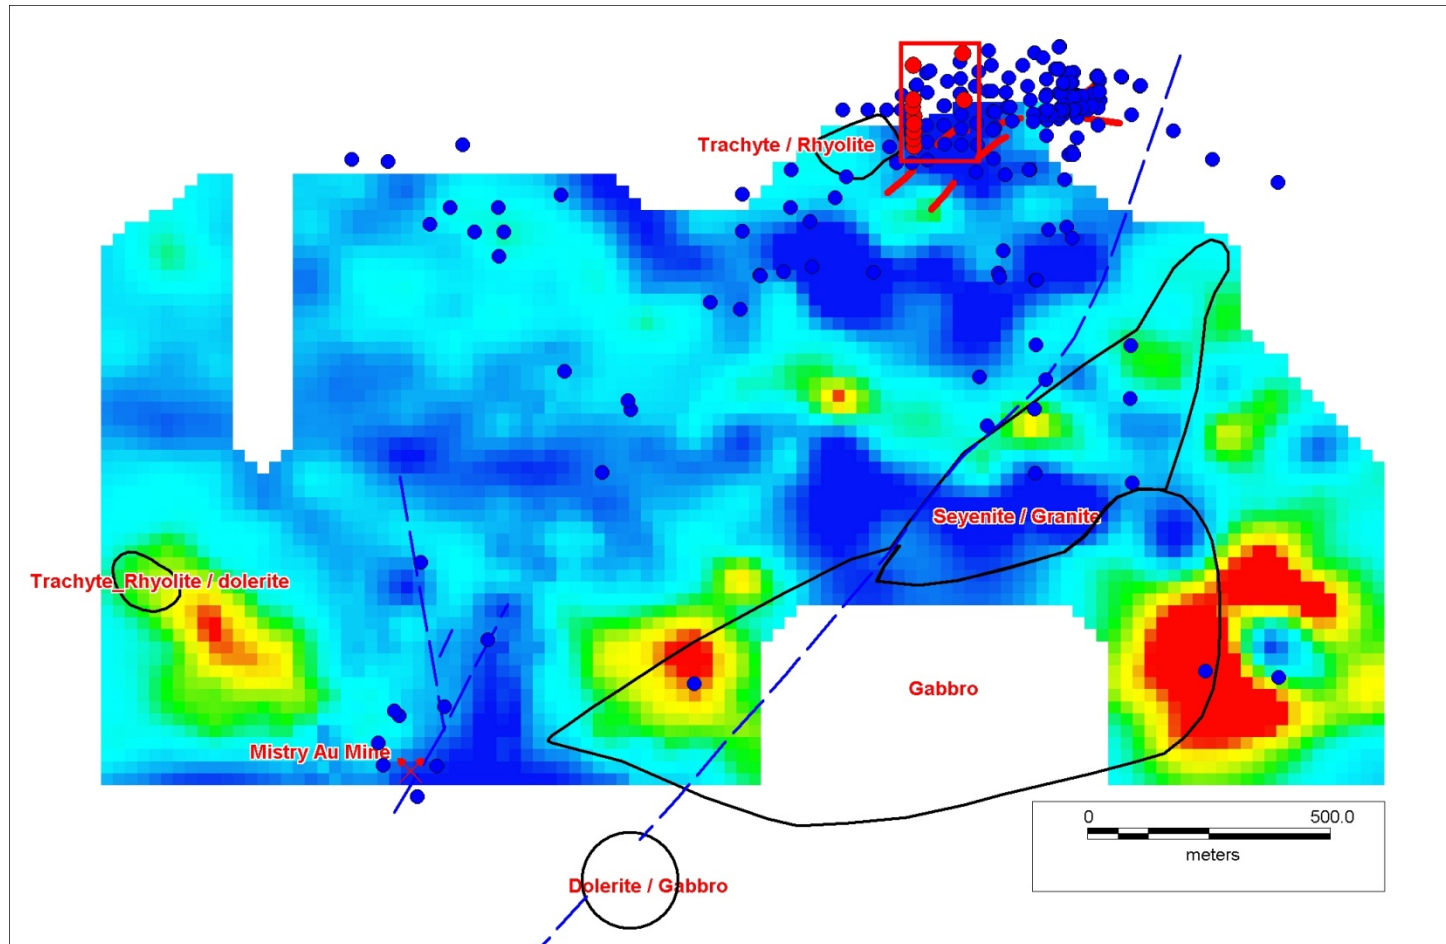 Trachyte / Rhyolite
Seyenite / Granite
Trachyte_Rhyolite / dolerite
Gabbro
Mistry Au Mine
0 500.0
meters
Dolerite / Gabbro